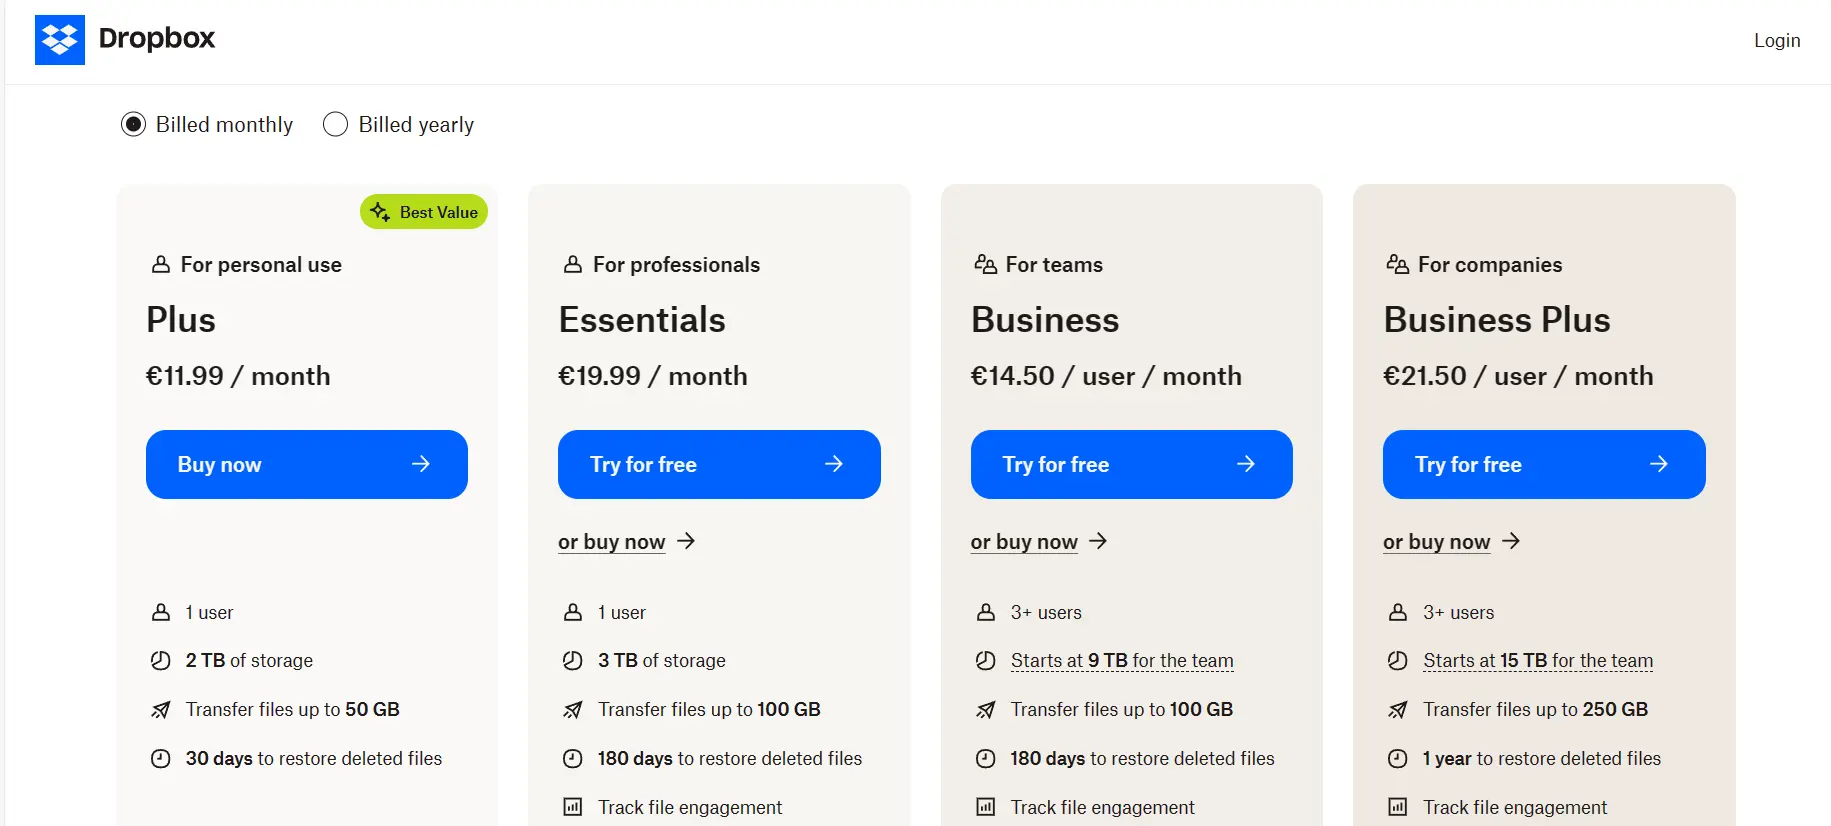 Dropbox
Login
Billed monthly
Billed yearly
Best Value
For personal use
Plus
€11.99 / month
Buy now
1 user
2 TB of storage
Transfer files up to 50 GB
30 days to restore deleted files
For professionals
Essentials
€19.99 / month
Try for free
or buy now
1 user
3 TB of storage
Transfer files up to 100 GB
180 days to restore deleted files
Track file engagement
For teams
Business
€14.50 / user / month
Try for free
or buy now
3+ users
Starts at 9 TB for the team
Transfer files up to 100 GB
180 days to restore deleted files
Track file engagement
For companies
Business Plus
€21.50 / user / month
Try for free
or buy now
3+ users
Starts at 15 TB for the team
Transfer files up to 250 GB
1 year to restore deleted files
Track file engagement